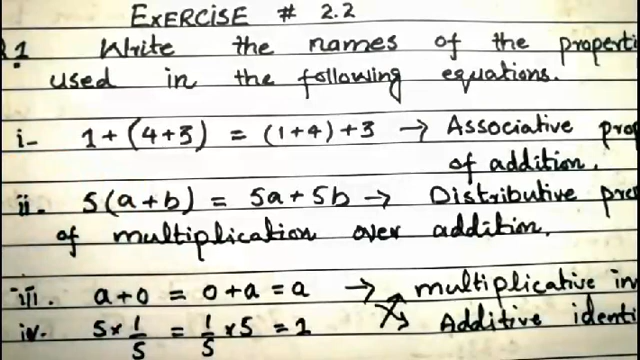 EXERCISE # 2.2
1 Write the names of the properti
used in the following equations.
i- 1+(4+3) = (1+4)+3 → Associative prop
of addition.
ii. 5(a+b) = 5a+5b → Distributive pro
of multiplication over addition.
iii. a+0 = 0+a = a → multiplicative in
iv. 5×1/5 = 1/5×5 = 1 → Additive identi